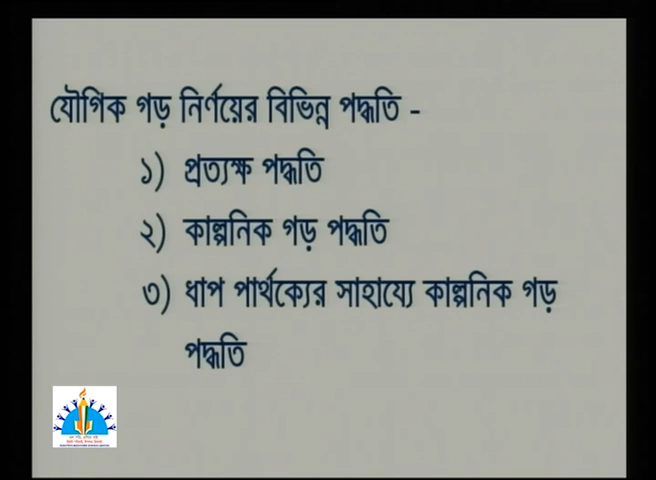 যৌগিক গড় নির্ণয়ের বিভিন্ন পদ্ধতি -
১) প্রত্যক্ষ পদ্ধতি
২) কাল্পনিক গড় পদ্ধতি
৩) ধাপ পার্থক্যের সাহায্যে কাল্পনিক গড়
পদ্ধতি